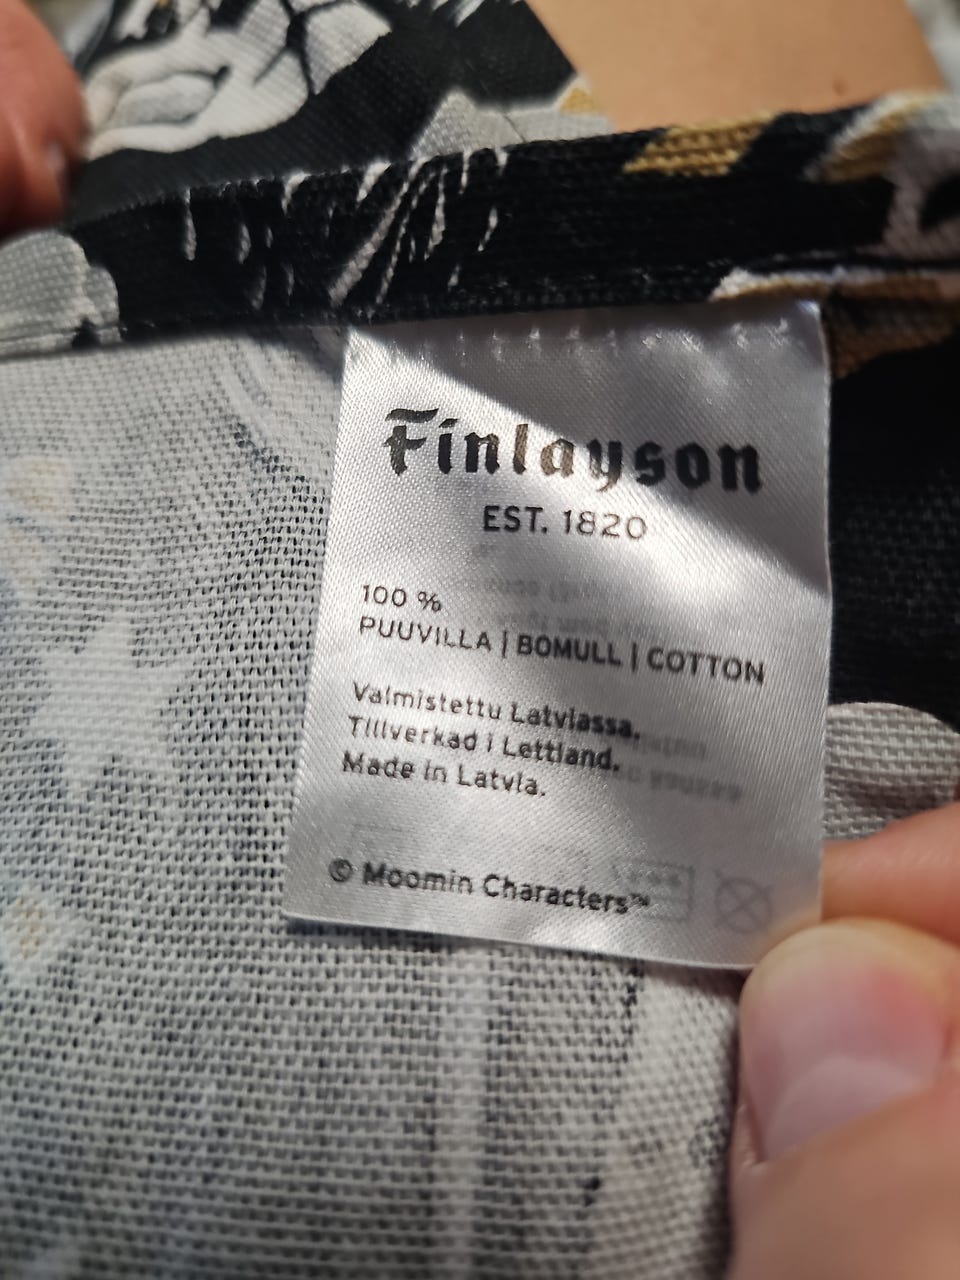 Finlayson
EST. 1820
100 %
PUUVILLA | BOMULL | COTTON
Valmistettu Latviassa.
Tillverkad i Lettland.
Made in Latvia.
© Moomin Characters™